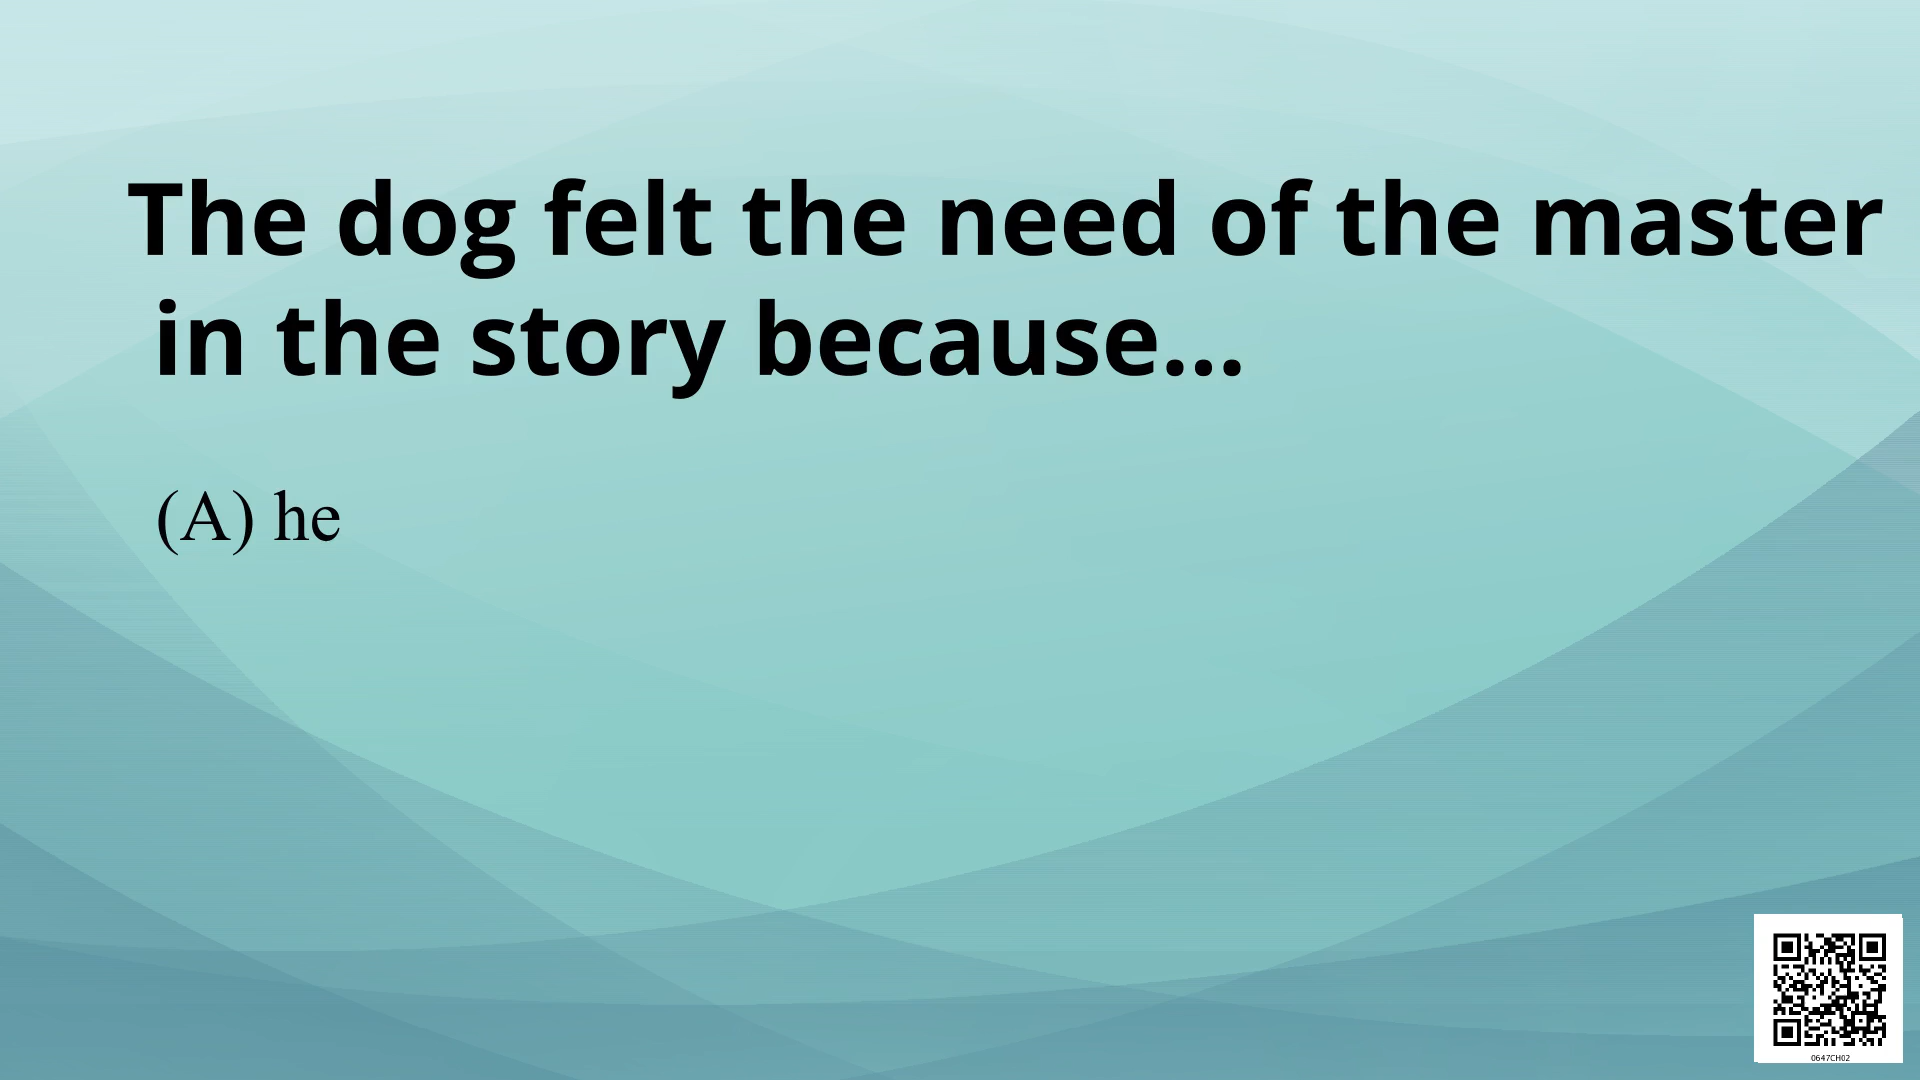 The dog felt the need of the master
in the story because...
(A) he
0647CH02